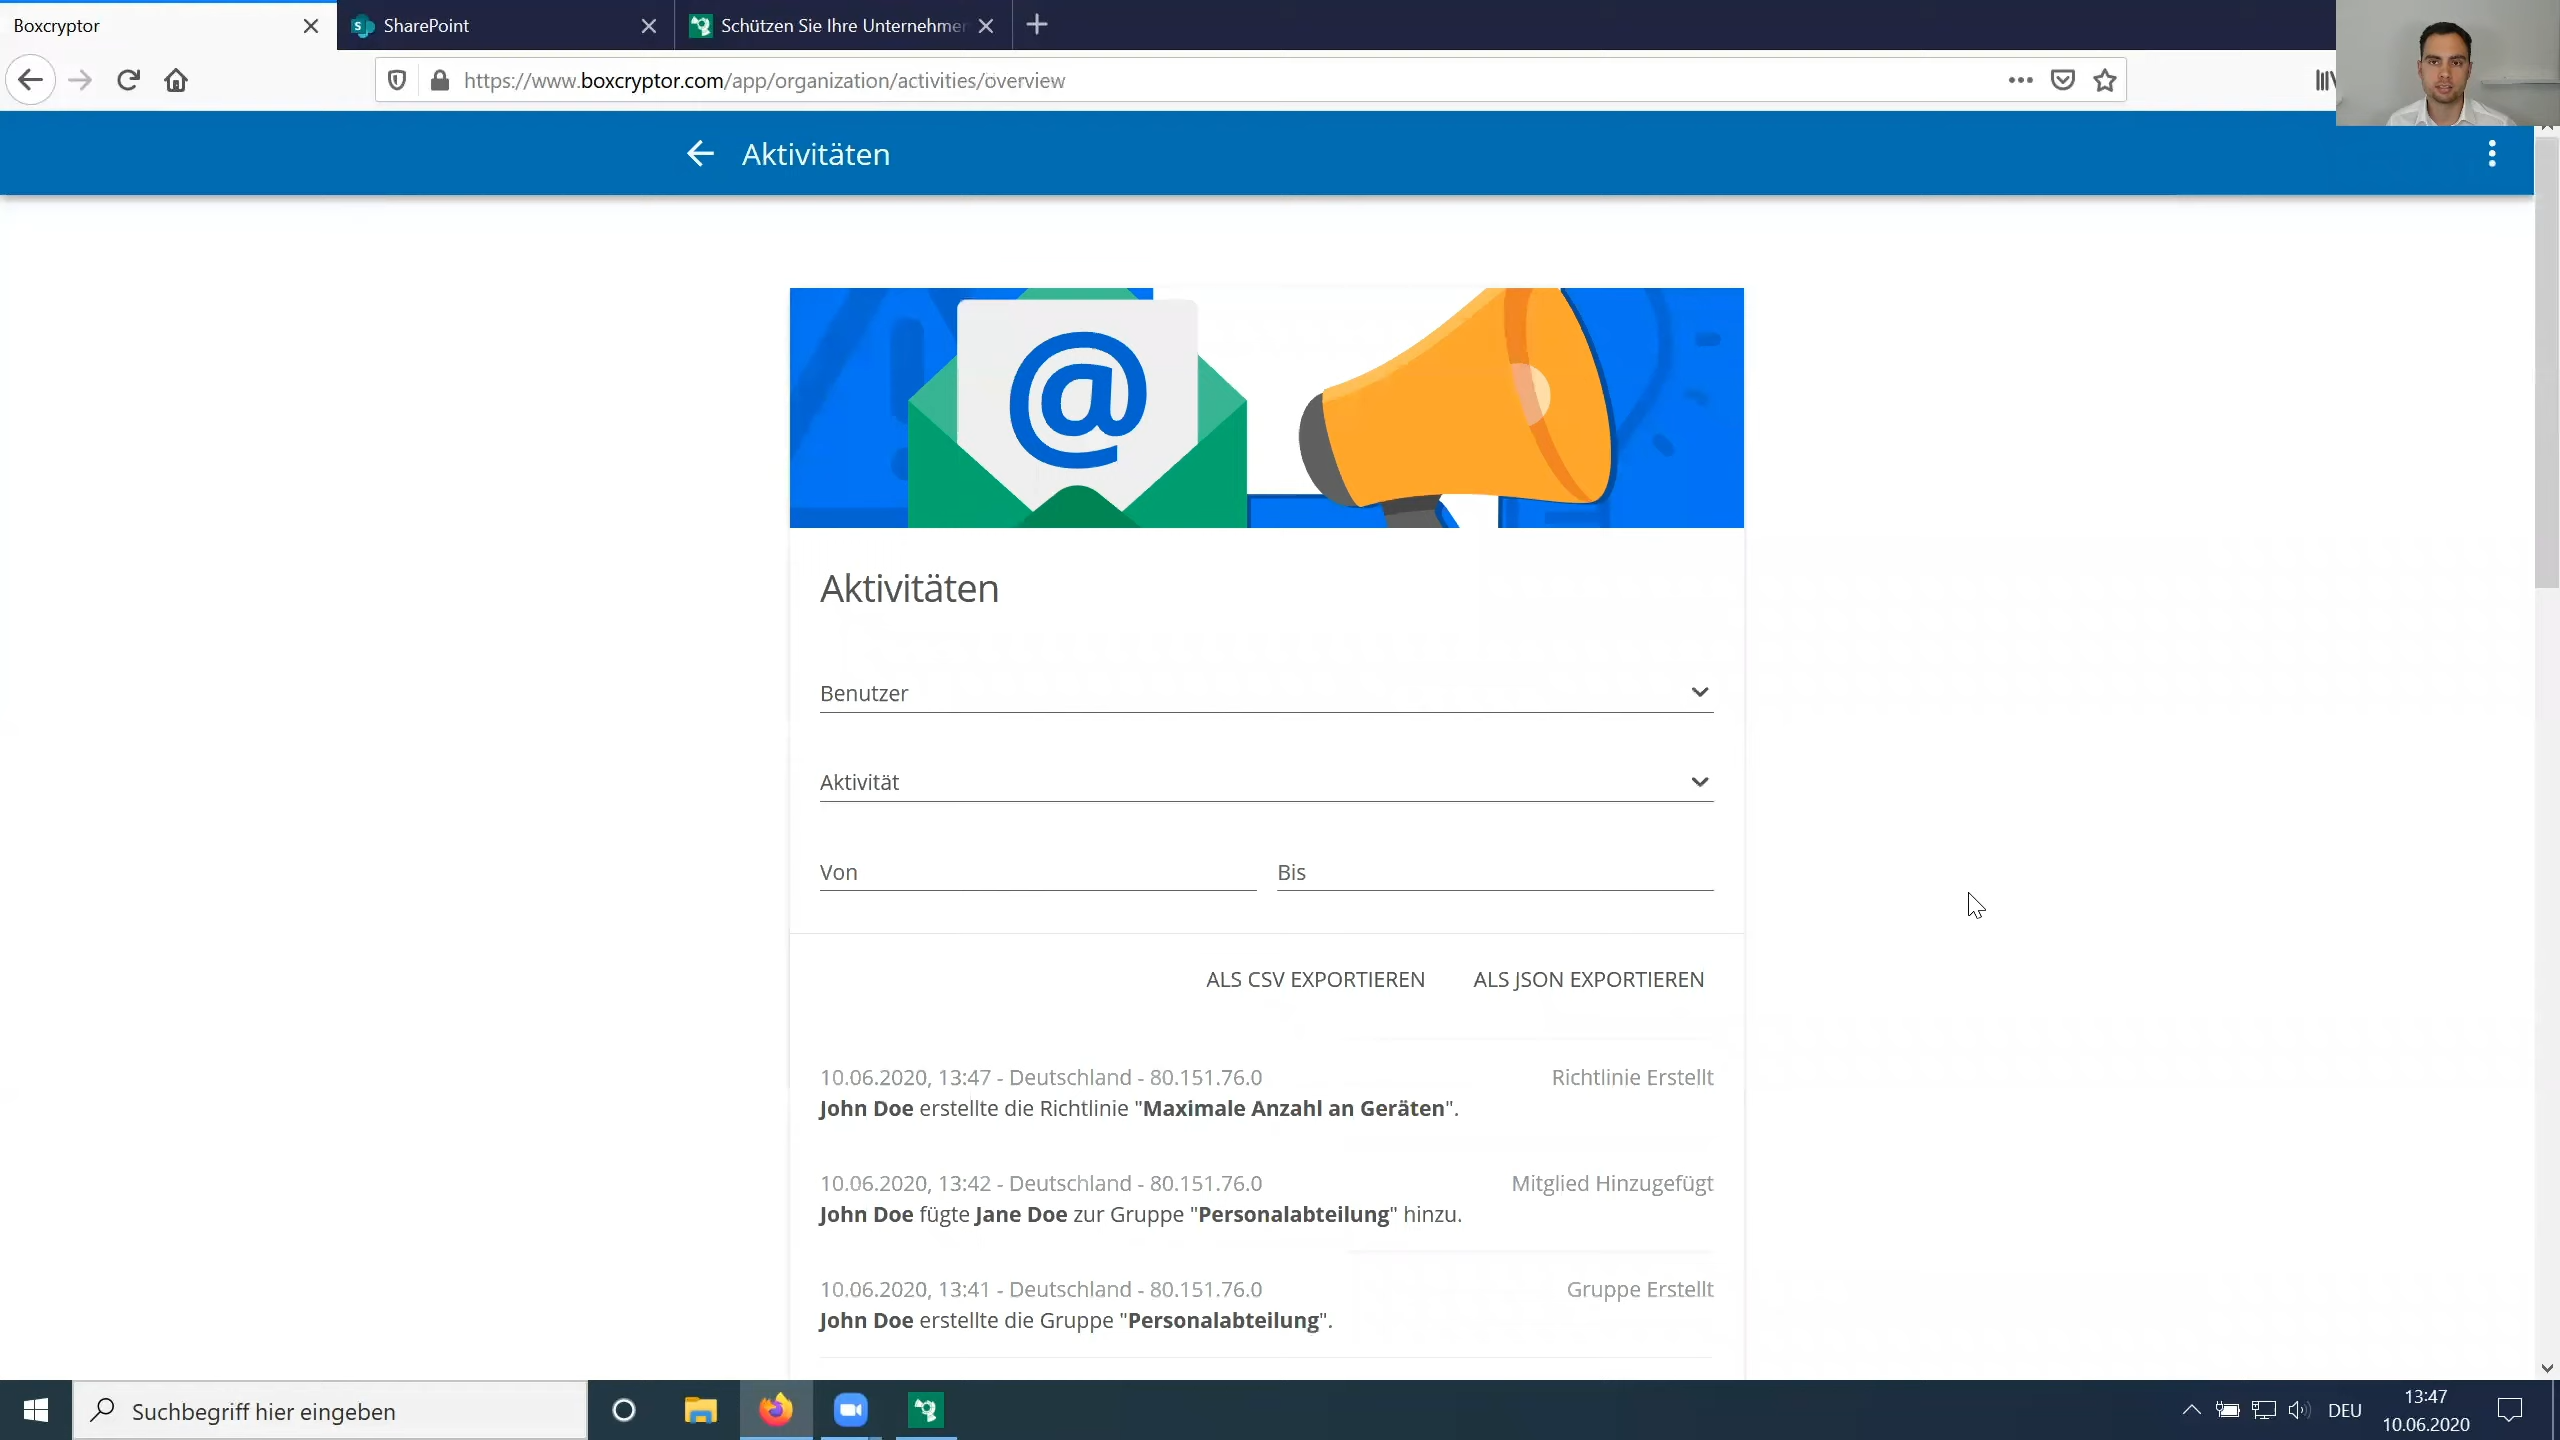 Boxcryptor
SharePoint
Schützen Sie Ihre Unternehmen
https://www.boxcryptor.com/app/organization/activities/overview
Aktivitäten
@
Aktivitäten
Benutzer
Aktivität
Von
Bis
ALS CSV EXPORTIEREN
ALS JSON EXPORTIEREN
10.06.2020, 13:47 - Deutschland - 80.151.76.0
Richtlinie Erstellt
John Doe erstellte die Richtlinie "Maximale Anzahl an Geräten".
10.06.2020, 13:42 - Deutschland - 80.151.76.0
Mitglied Hinzugefügt
John Doe fügte Jane Doe zur Gruppe "Personalabteilung" hinzu.
10.06.2020, 13:41 - Deutschland - 80.151.76.0
Gruppe Erstellt
John Doe erstellte die Gruppe "Personalabteilung".
Suchbegriff hier eingeben
DEU
13:47
10.06.2020